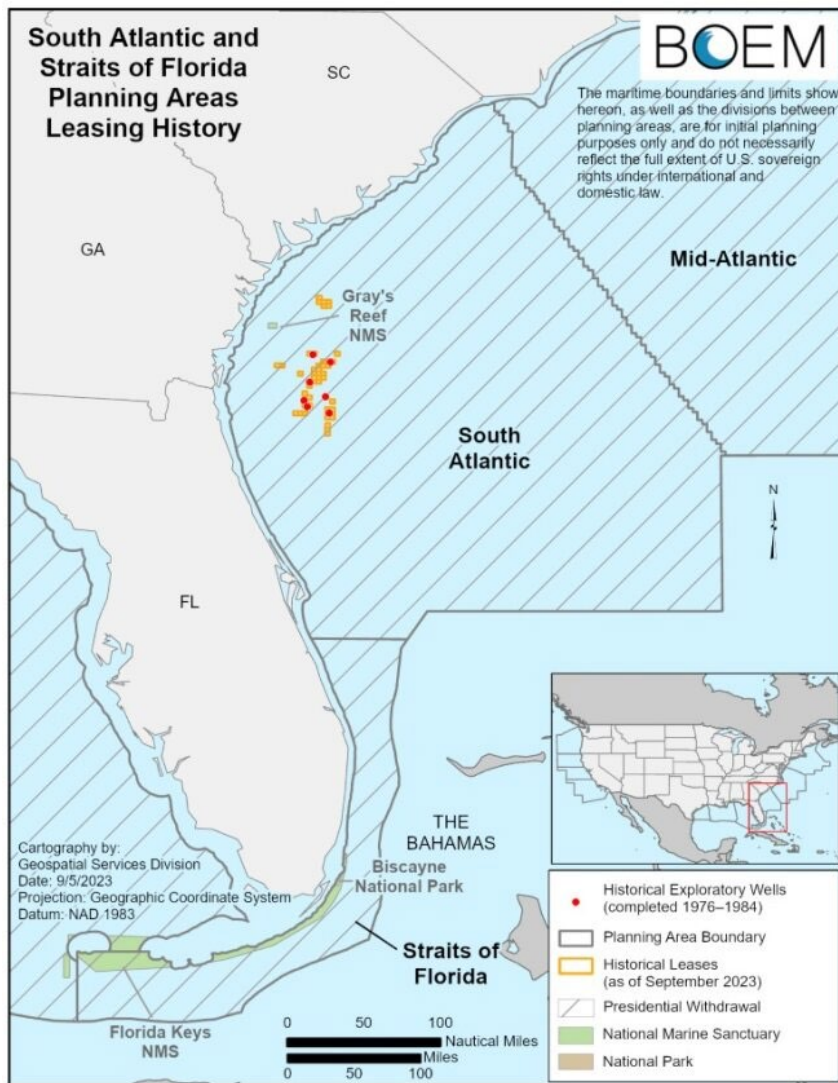 South Atlantic and
Straits of Florida
Planning Areas
Leasing History
BOEM
The maritime boundaries and limits show
hereon, as well as the divisions between
planning areas, are for initial planning
purposes only and do not necessarily
reflect the full extent of U.S. sovereign
rights under international and
domestic law.
SC
GA
Mid-Atlantic
Gray's
Reef
NMS
South
Atlantic
N
FL
THE
BAHAMAS
Cartography by:
Geospatial Services Division
Date: 9/5/2023
Projection: Geographic Coordinate System
Datum: NAD 1983
Biscayne
National Park
Straits of
Florida
Florida Keys
NMS
0 50 100
Nautical Miles
Miles
0 50 100
Historical Exploratory Wells
(completed 1976–1984)
Planning Area Boundary
Historical Leases
(as of September 2023)
Presidential Withdrawal
National Marine Sanctuary
National Park